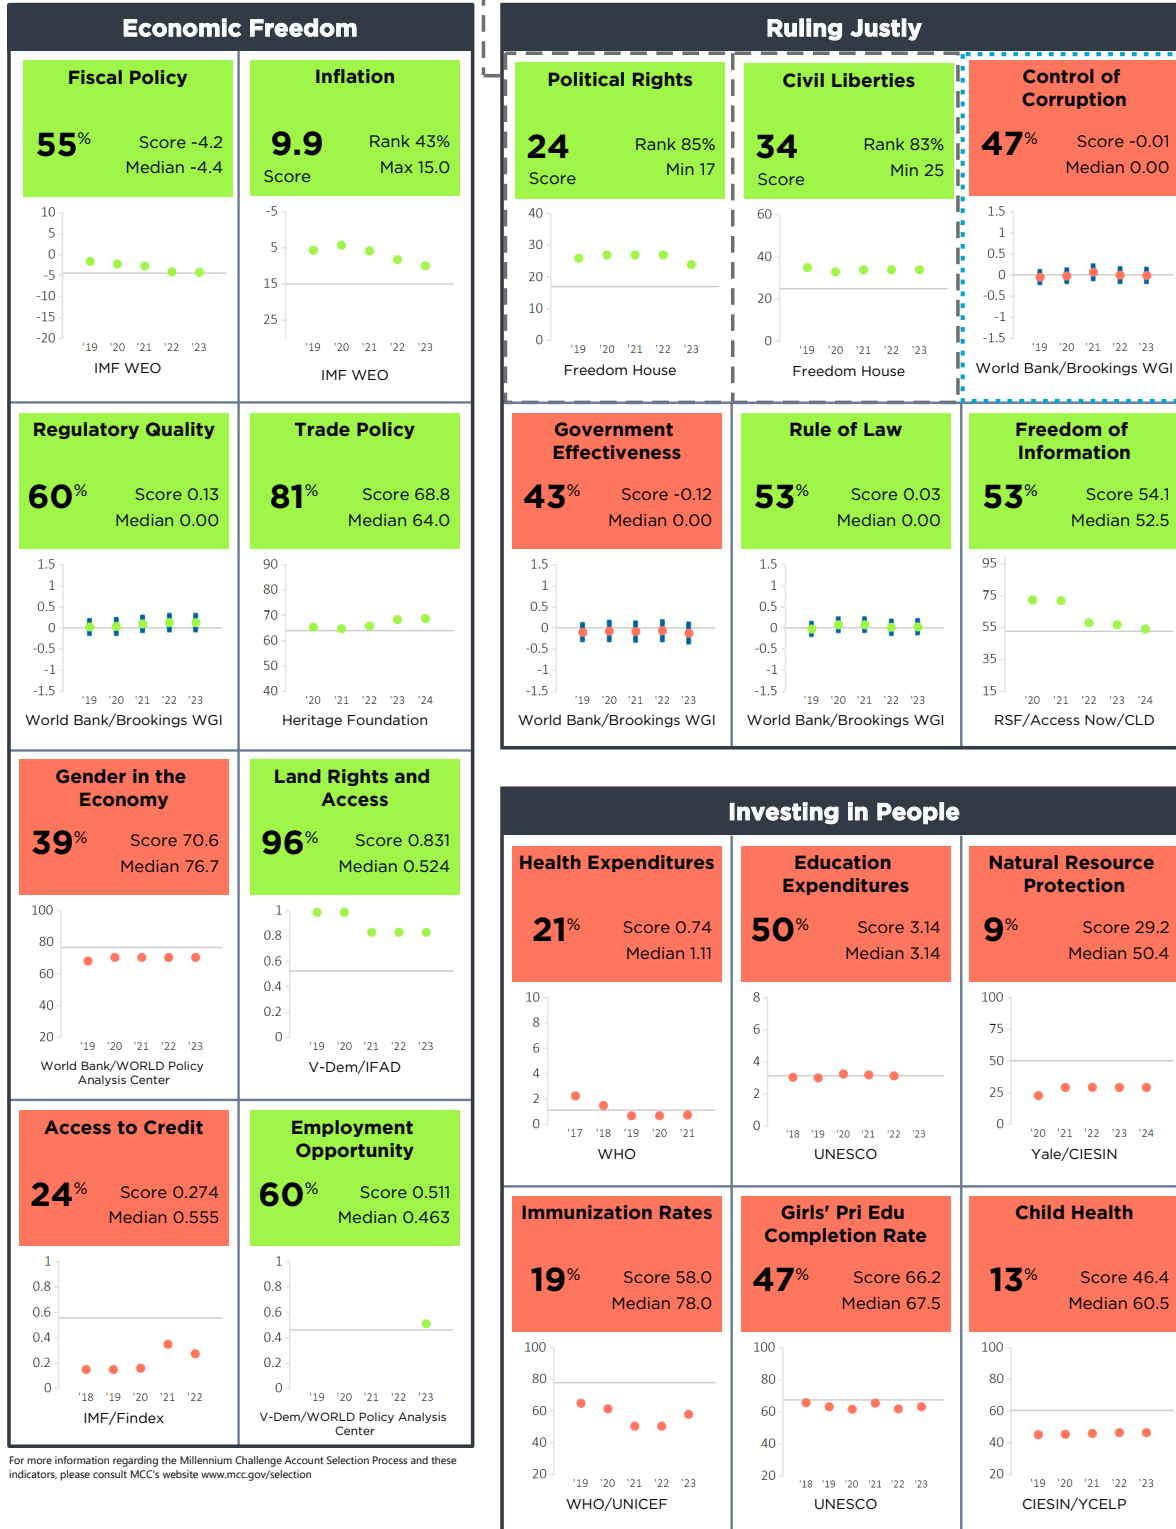 Economic Freedom
Fiscal Policy
55%
Score -4.2
Median -4.4
10
5
0
-5
-10
-15
-20
'19 '20 '21 '22 '23
IMF WEO
Inflation
9.9
Score
Rank 43%
Max 15.0
-5
5
15
25
'19 '20 '21 '22 '23
IMF WEO
Regulatory Quality
60%
Score 0.13
Median 0.00
1.5
1
0.5
0
-0.5
-1
-1.5
'19 '20 '21 '22 '23
World Bank/Brookings WGI
Trade Policy
81%
Score 68.8
Median 64.0
90
80
80
70
60
50
40
'20 '21 '22 '23 '24
Heritage Foundation
Gender in the
Economy
39%
Score 70.6
Median 76.7
100
80
60
40
20
'19 '20 '21 '22 '23
World Bank/WORLD Policy
Analysis Center
Land Rights and
Access
96%
Score 0.831
Median 0.524
1
0.8
0.6
0.4
0.2
0
'19 '20 '21 '22 '23
V-Dem/IFAD
Access to Credit
24%
Score 0.274
Median 0.555
1
0.8
0.6
0.4
0.2
0
'18 '19 '20 '21 '22
IMF/Findex
Employment
Opportunity
60%
Score 0.511
Median 0.463
1
0.8
0.6
0.4
0.2
0
'19 '20 '21 '22 '23
V-Dem/WORLD Policy Analysis
Center
For more information regarding the Millennium Challenge Account Selection Process and these
indicators, please consult MCC's website www.mcc.gov/selection
Ruling Justly
Political Rights
24
Score
Rank 85%
Min 17
40
30
20
10
0
'19 '20 '21 '22 '23
Freedom House
Civil Liberties
34
Score
Rank 83%
Min 25
60
40
20
0
'19 '20 '21 '22 '23
Freedom House
Control of
Corruption
47%
Score -0.01
Median 0.00
1.5
1
0.5
0
-0.5
-1
-1.5
'19 '20 '21 '22 '23
World Bank/Brookings WGI
Government
Effectiveness
43%
Score -0.12
Median 0.00
1.5
1
0.5
0
-0.5
-1
-1.5
'19 '20 '21 '22 '23
World Bank/Brookings WGI
Rule of Law
53%
Score 0.03
Median 0.00
1.5
1
0.5
0
-0.5
-1
-1.5
'19 '20 '21 '22 '23
World Bank/Brookings WGI
Freedom of
Information
53%
Score 54.1
Median 52.5
95
75
55
35
15
'20 '21 '22 '23 '24
RSF/Access Now/CLD
Investing in People
Health Expenditures
21%
Score 0.74
Median 1.11
10
8
6
4
2
0
'17 '18 '19 '20 '21
WHO
Education
Expenditures
50%
Score 3.14
Median 3.14
8
6
4
2
0
'18 '19 '20 '21 '22 '23
UNESCO
Natural Resource
Protection
9%
Score 29.2
Median 50.4
100
75
50
25
0
'20 '21 '22 '23 '24
Yale/CIESIN
Immunization Rates
19%
Score 58.0
Median 78.0
100
80
60
40
20
'19 '20 '21 '22 '23
WHO/UNICEF
Girls' Pri Edu
Completion Rate
47%
Score 66.2
Median 67.5
100
80
60
40
20
'18 '19 '20 '21 '22 '23
UNESCO
Child Health
13%
Score 46.4
Median 60.5
100
80
60
40
20
'19 '20 '21 '22 '23
CIESIN/YCELP